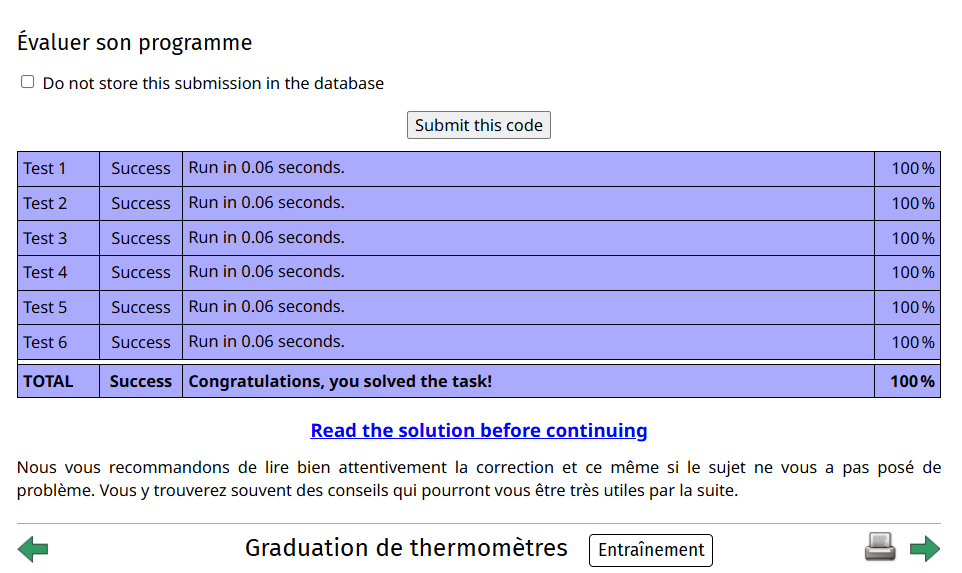 Évaluer son programme
Do not store this submission in the database
Submit this code
Test 1 Success Run in 0.06 seconds. 100 %
Test 2 Success Run in 0.06 seconds. 100 %
Test 3 Success Run in 0.06 seconds. 100 %
Test 4 Success Run in 0.06 seconds. 100 %
Test 5 Success Run in 0.06 seconds. 100 %
Test 6 Success Run in 0.06 seconds. 100 %
TOTAL Success Congratulations, you solved the task! 100 %
Read the solution before continuing
Nous vous recommandons de lire bien attentivement la correction et ce même si le sujet ne vous a pas posé de
problème. Vous y trouverez souvent des conseils qui pourront vous être très utiles par la suite.
Graduation de thermomètres Entraînement